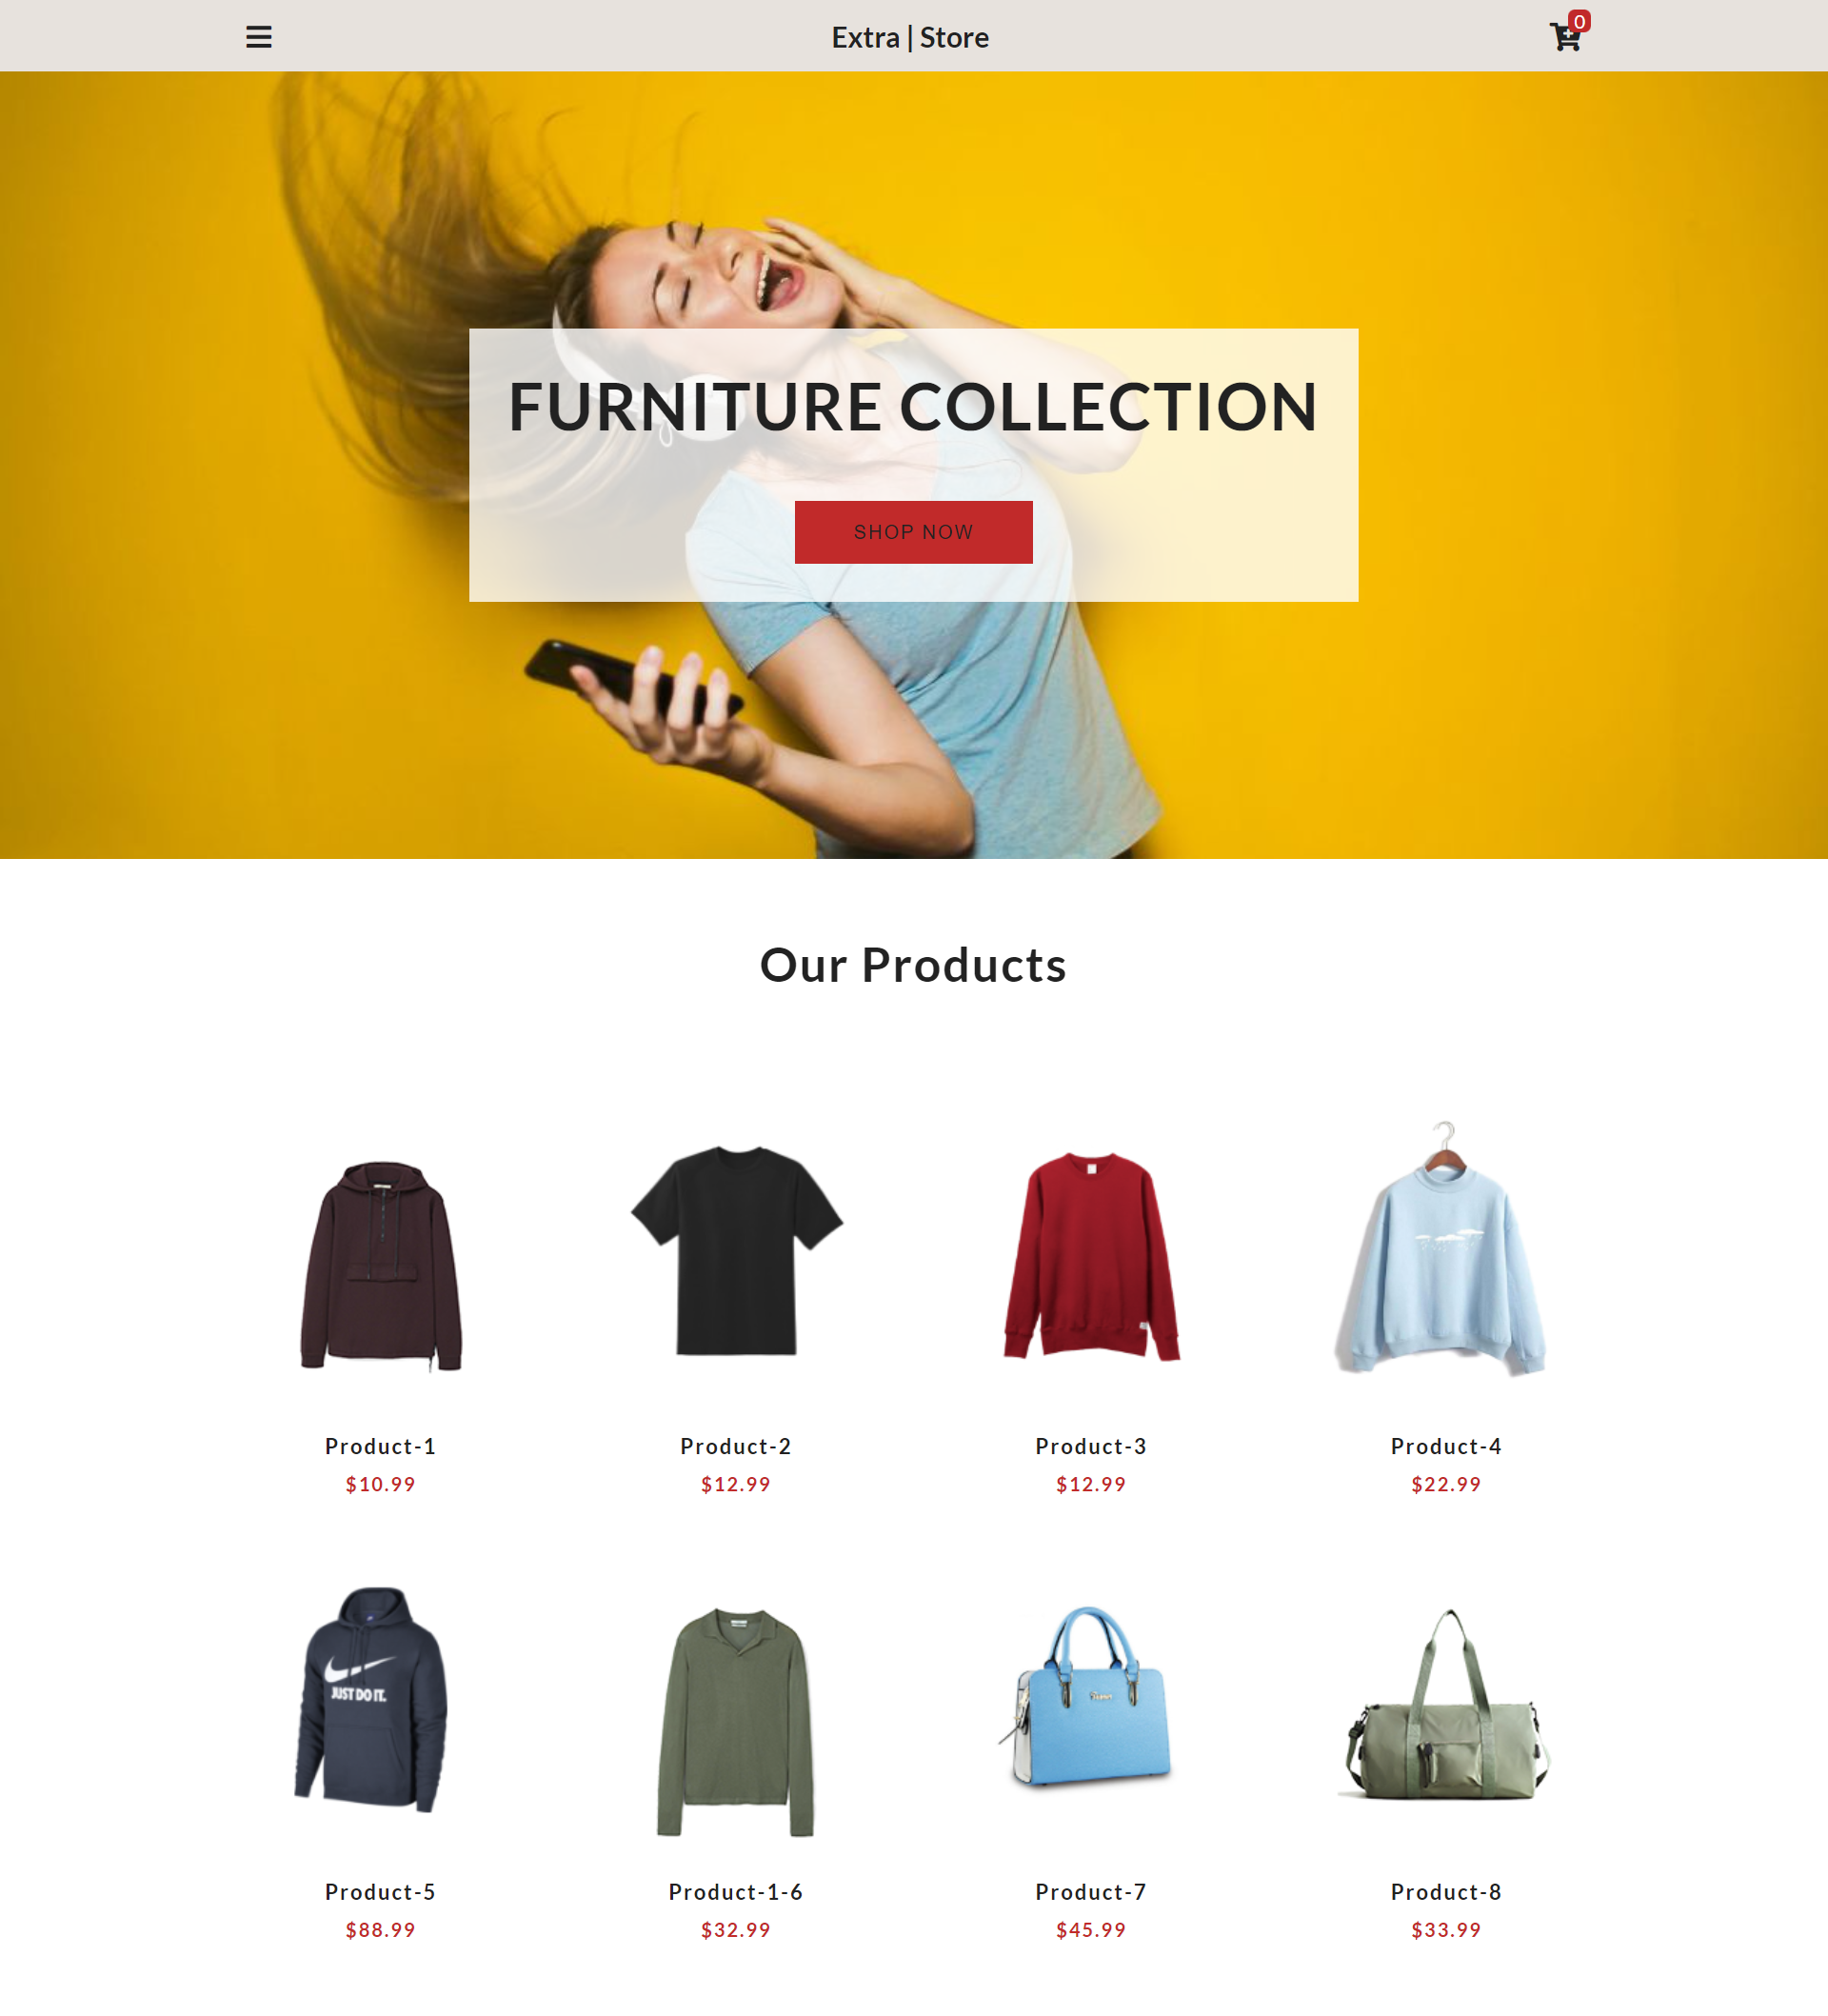 Extra | Store
0
FURNITURE COLLECTION
SHOP NOW
Our Products
Product-1
$10.99
Product-2
$12.99
Product-3
$12.99
Product-4
$22.99
JUST DO IT.
Product-5
$88.99
Product-1-6
$32.99
Product-7
$45.99
Product-8
$33.99